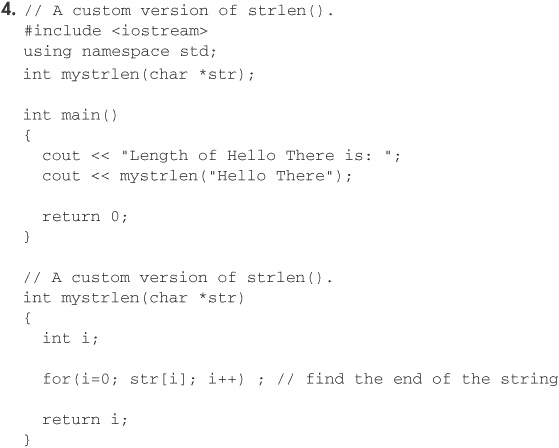 4. // A custom version of strlen().
#include <iostream>
using namespace std;
int mystrlen(char *str);
int main()
{
cout << "Length of Hello There is: ";
cout << mystrlen("Hello There");
return 0;
}
// A custom version of strlen().
int mystrlen(char *str)
{
int i;
for(i=0; str[i]; i++) ; // find the end of the string
return i;
}